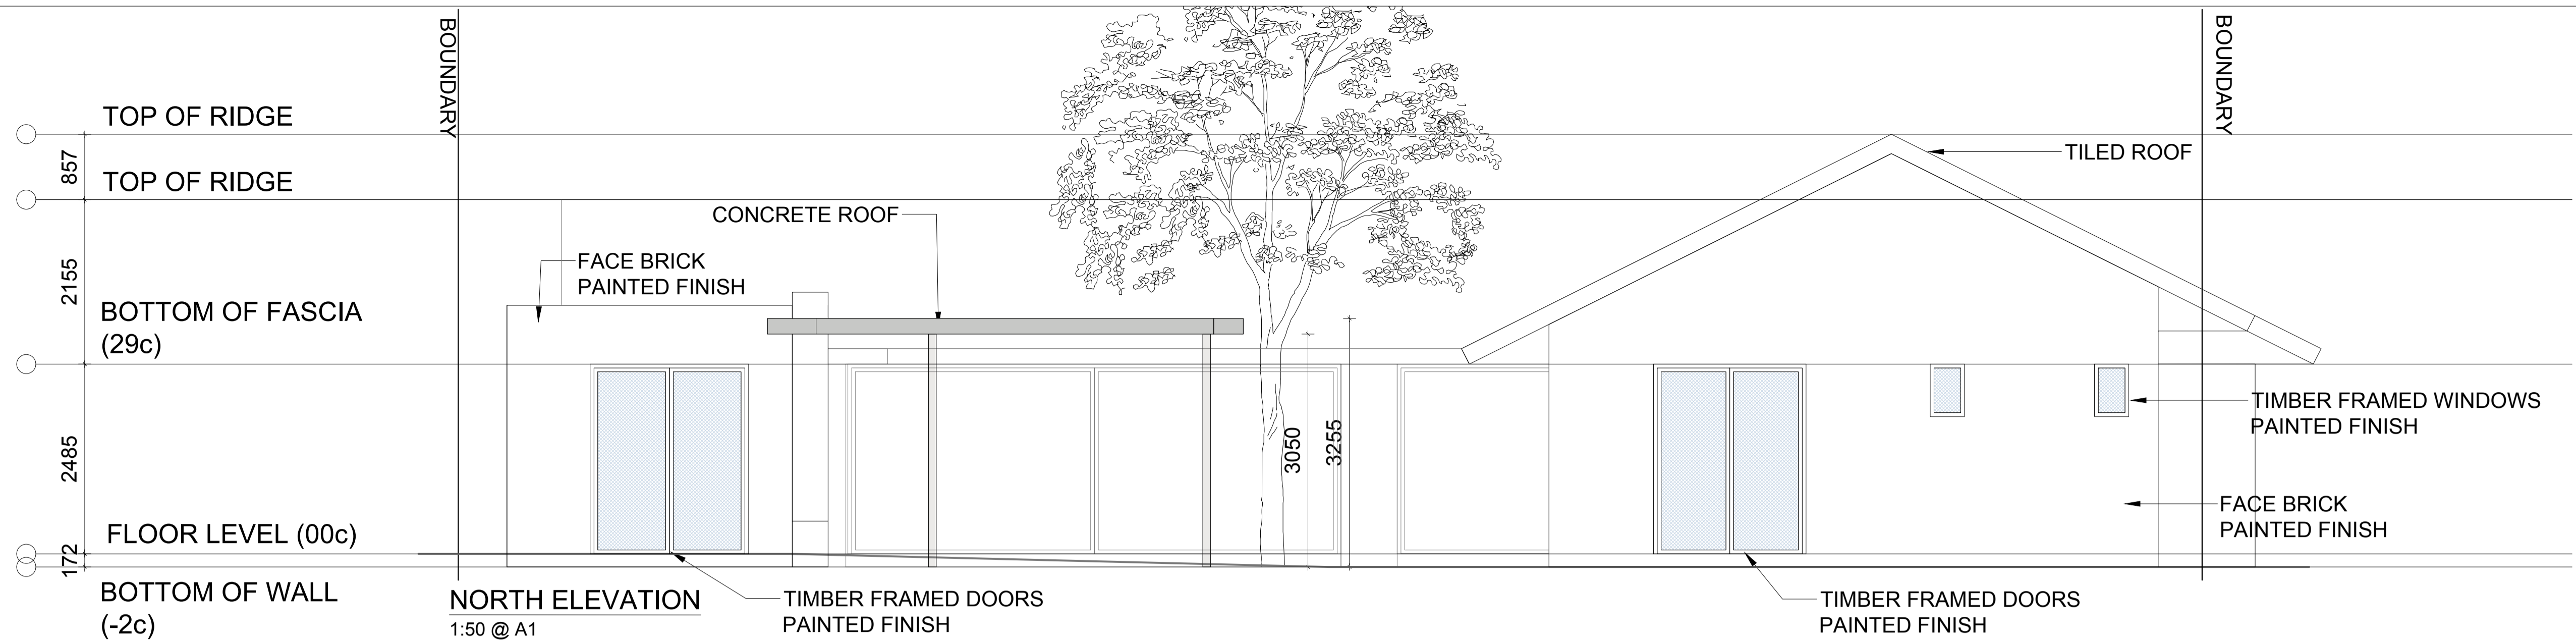 BOUNDARY
BOUNDARY
TOP OF RIDGE
857
TILED ROOF
TOP OF RIDGE
CONCRETE ROOF
FACE BRICK
PAINTED FINISH
2155
BOTTOM OF FASCIA
(29c)
TIMBER FRAMED WINDOWS
PAINTED FINISH
2485
3050
3255
FACE BRICK
PAINTED FINISH
FLOOR LEVEL (00c)
172
BOTTOM OF WALL
(-2c)
NORTH ELEVATION
1:50 @ A1
TIMBER FRAMED DOORS
PAINTED FINISH
TIMBER FRAMED DOORS
PAINTED FINISH